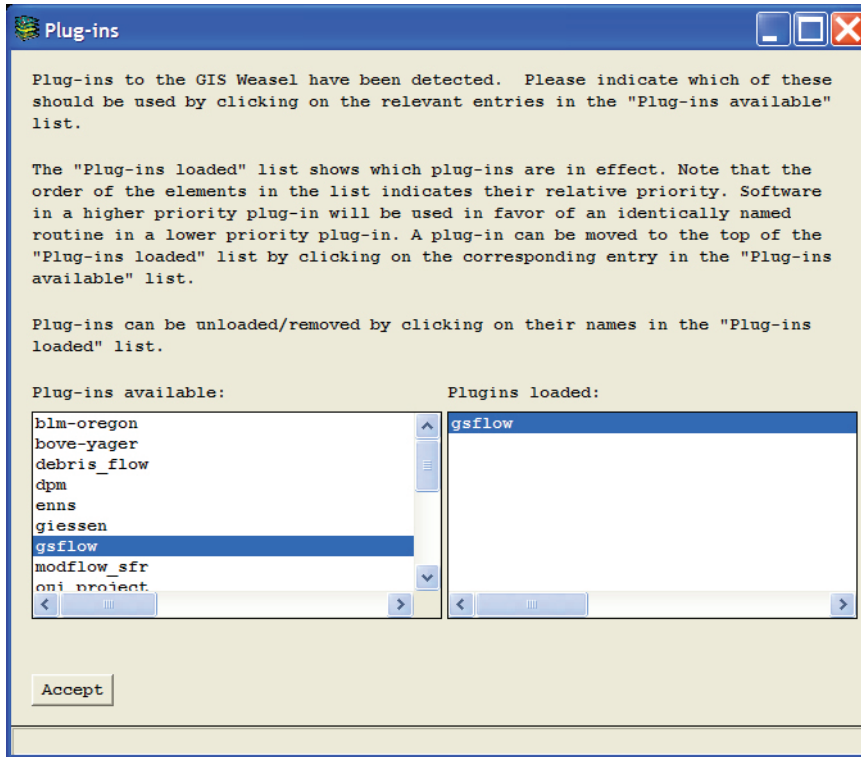 Plug-ins
Plug-ins to the GIS Weasel have been detected.  Please indicate which of these
should be used by clicking on the relevant entries in the "Plug-ins available"
list.
The "Plug-ins loaded" list shows which plug-ins are in effect. Note that the
order of the elements in the list indicates their relative priority. Software
in a higher priority plug-in will be used in favor of an identically named
routine in a lower priority plug-in. A plug-in can be moved to the top of the
"Plug-ins loaded" list by clicking on the corresponding entry in the "Plug-ins
available" list.
Plug-ins can be unloaded/removed by clicking on their names in the "Plug-ins
loaded" list.
Plug-ins available:
blm-oregon
bove-yager
debris_flow
dpm
enns
giessen
gsflow
modflow_sfr
Plugins loaded:
gsflow
Accept